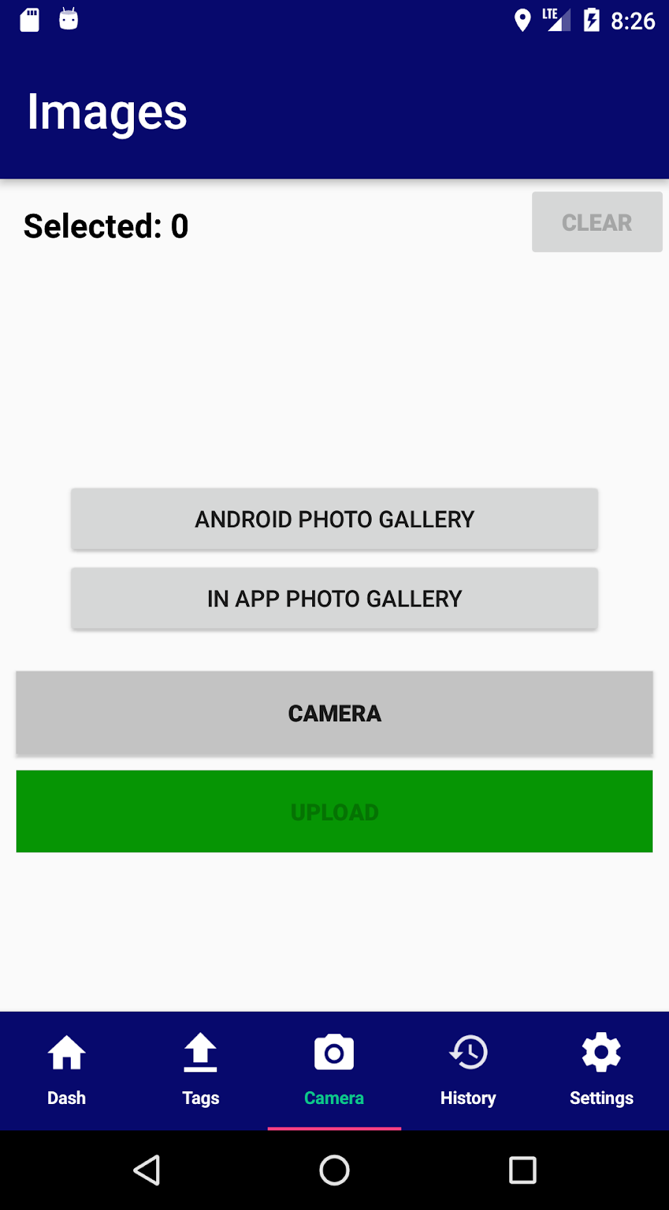 LTE 8:26
Images
Selected: 0
CLEAR
ANDROID PHOTO GALLERY
IN APP PHOTO GALLERY
CAMERA
UPLOAD
Dash Tags Camera History Settings